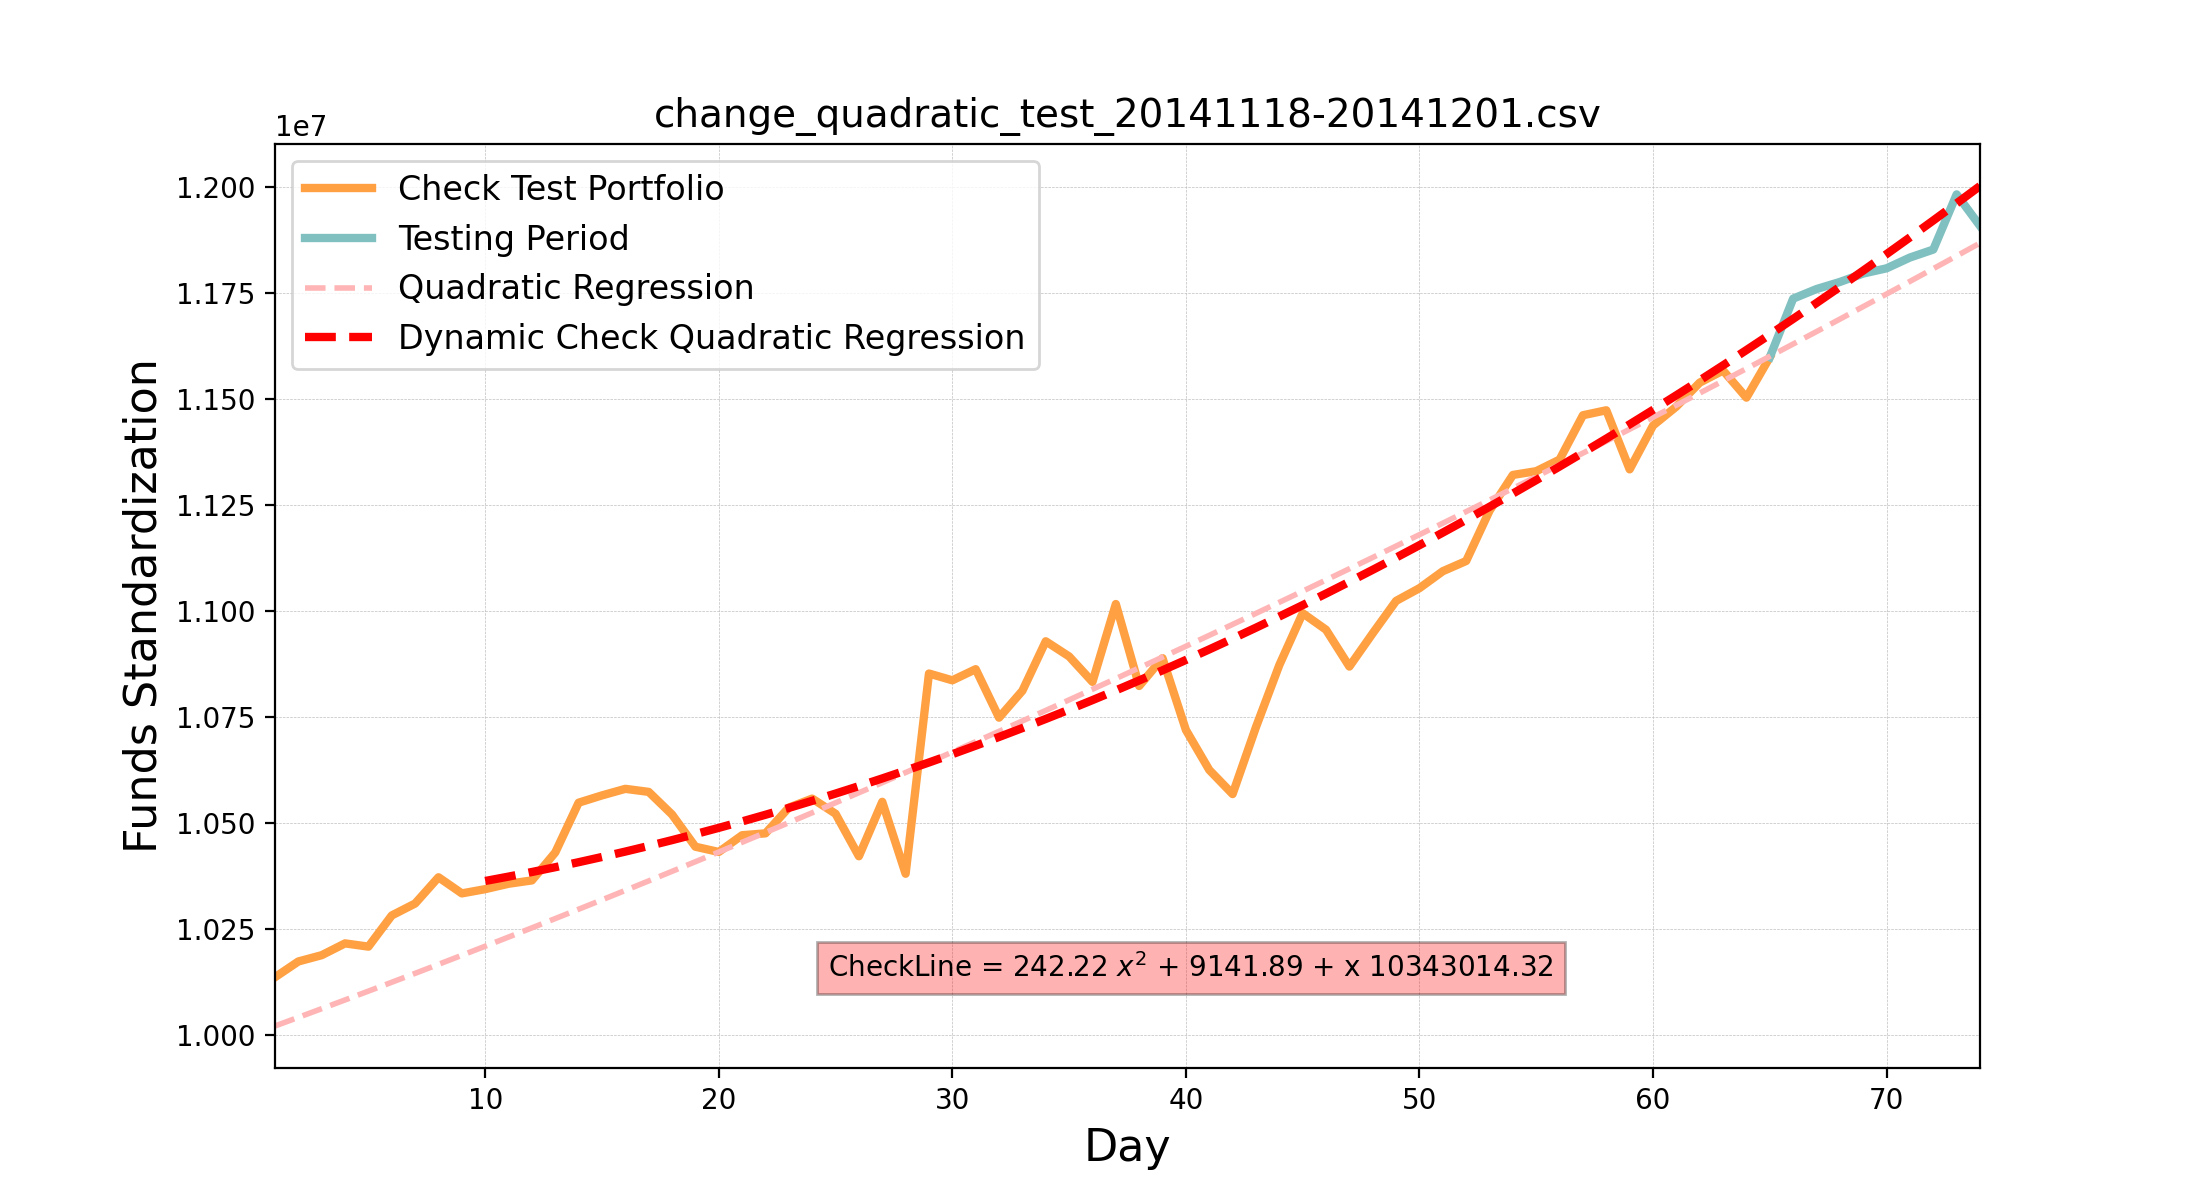 change_quadratic_test_20141118-20141201.csv
1e7
Check Test Portfolio
Testing Period
Quadratic Regression
Dynamic Check Quadratic Regression
1.200
1.175
1.150
1.125
1.100
1.075
1.050
1.025
1.000
Funds Standardization
CheckLine = 242.22 x² + 9141.89 + x 10343014.32
10 20 30 40 50 60 70
Day